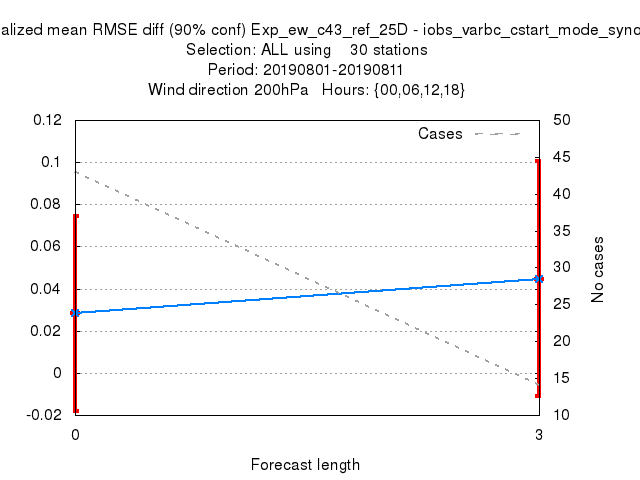 alized mean RMSE diff (90% conf) Exp_ew_c43_ref_25D - iobs_varbc_cstart_mode_syno
Selection: ALL using 30 stations
Period: 20190801-20190811
Wind direction 200hPa Hours: {00,06,12,18}
Cases
0.12
0.1
0.08
0.06
0.04
0.02
0
-0.02
50
45
40
35
30
25
20
15
10
No cases
0
3
Forecast length